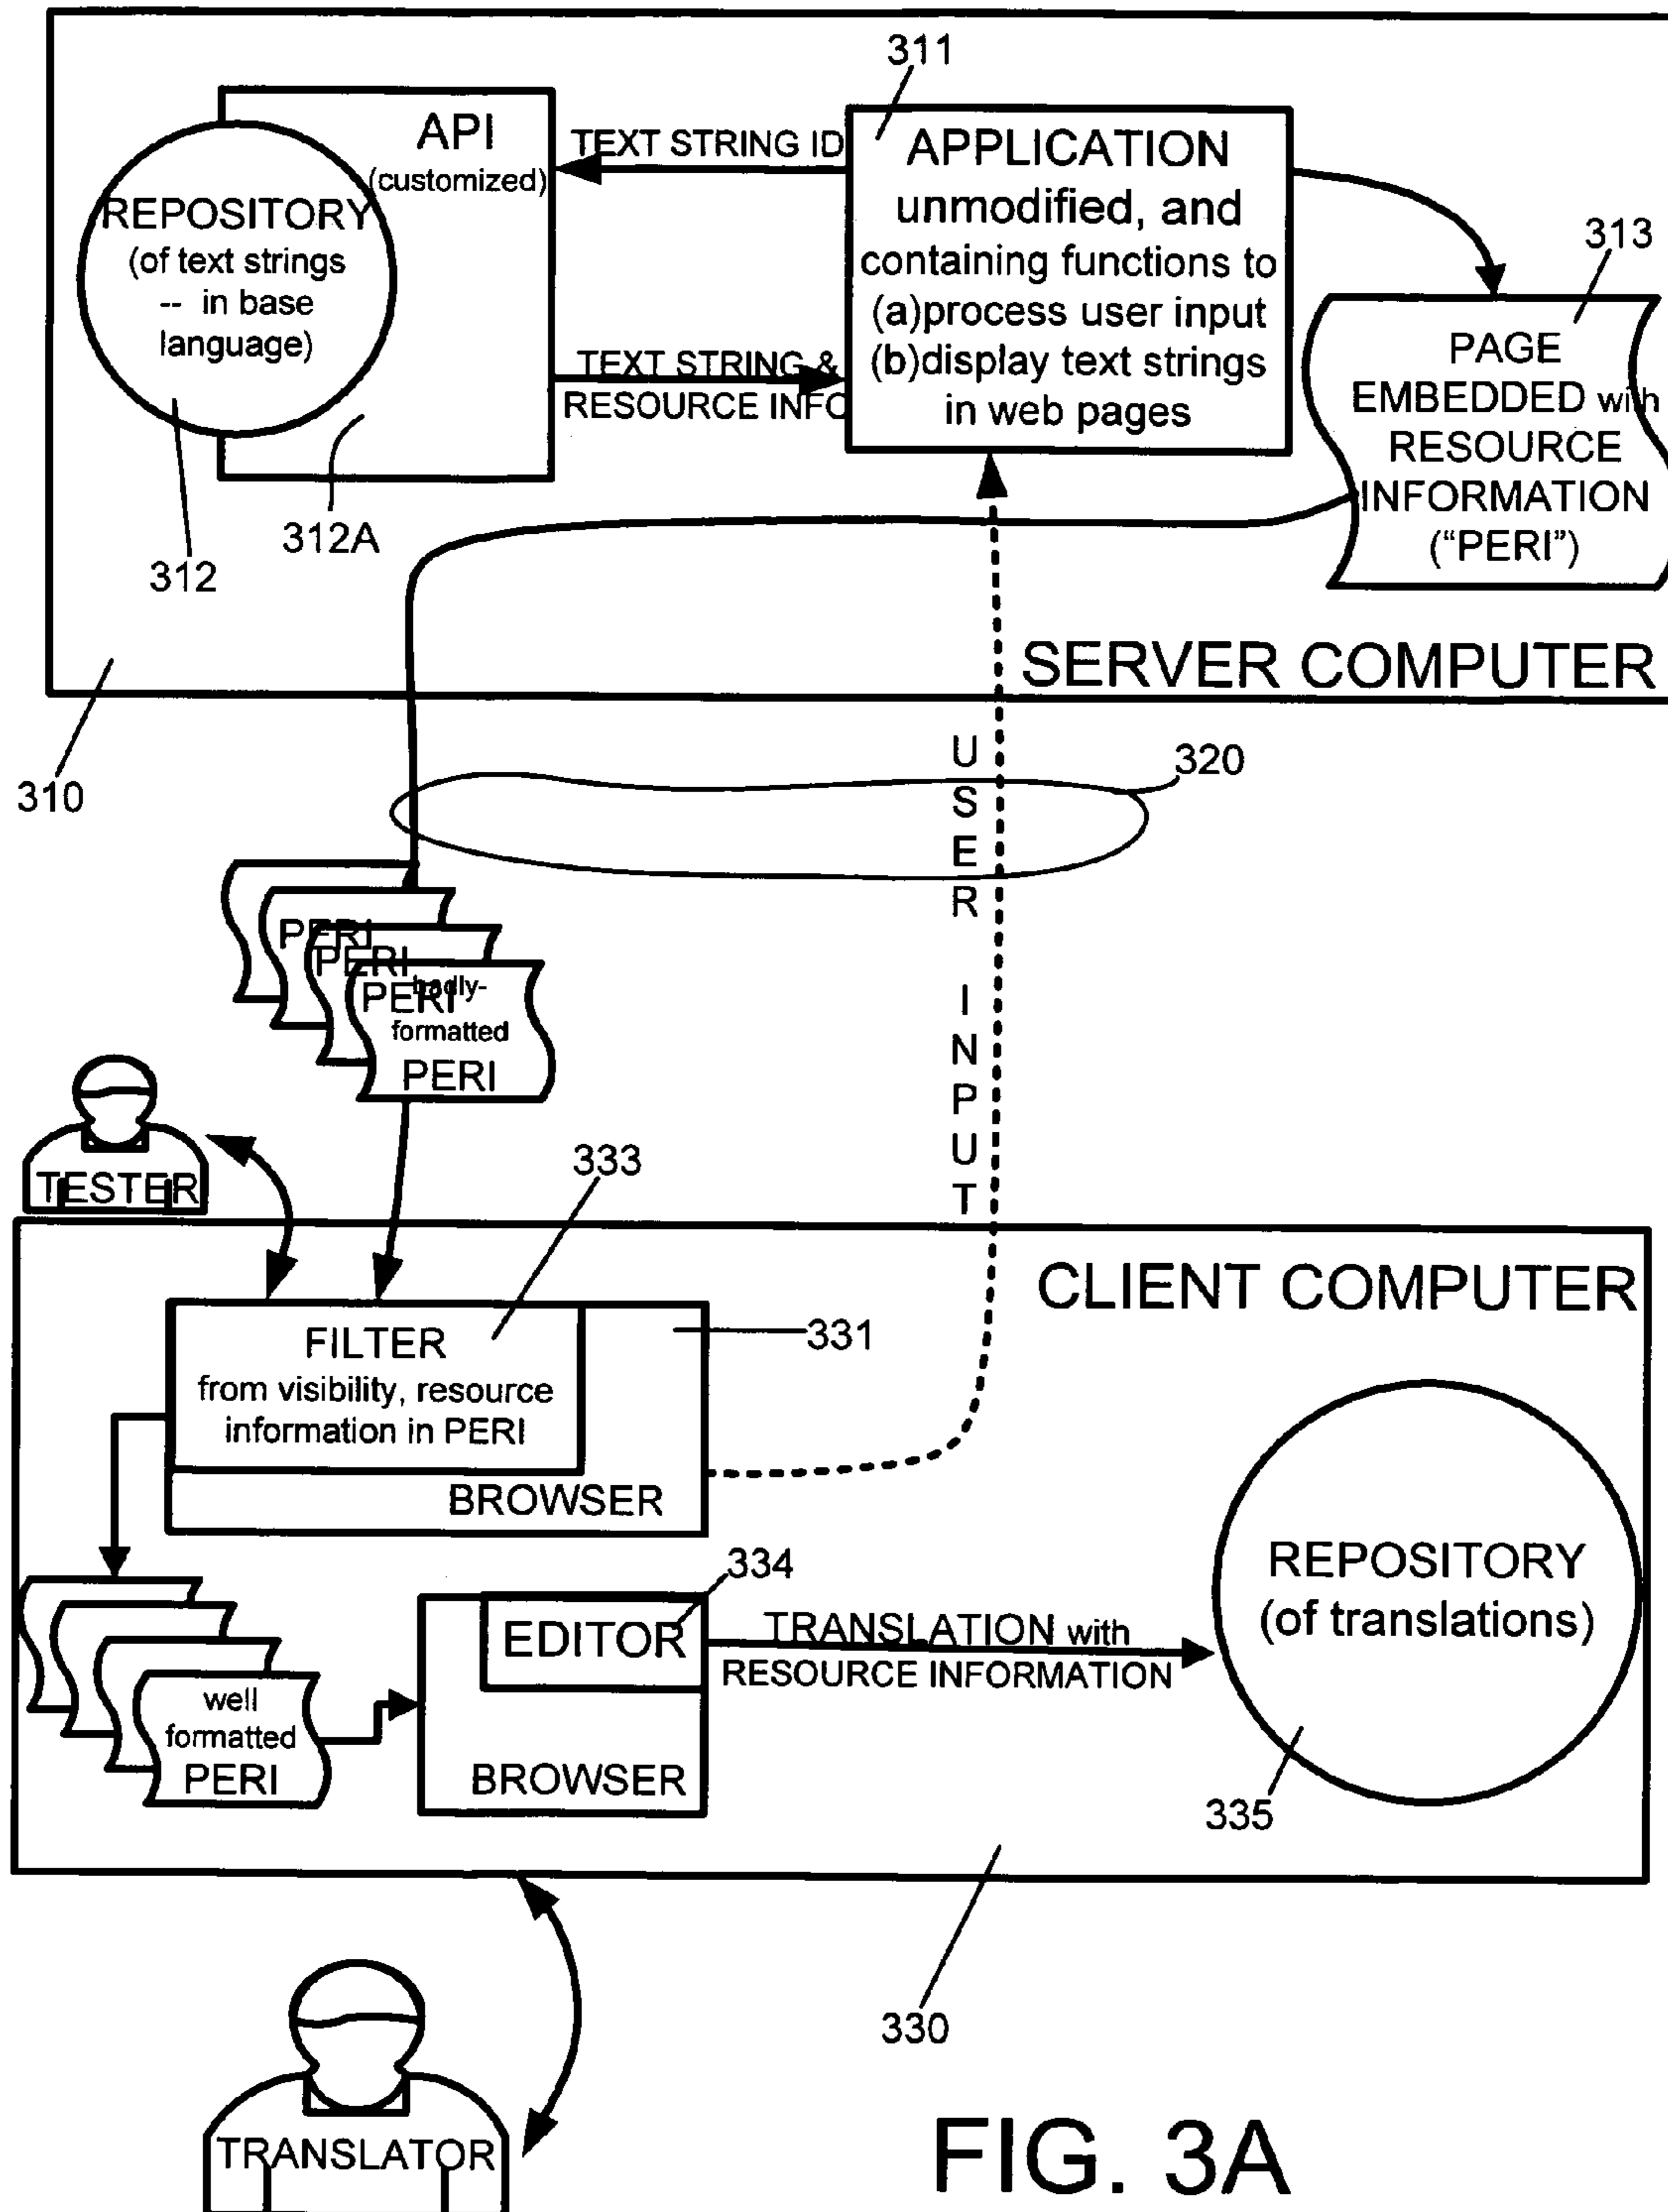 311
API
(customized)
TEXT STRING ID
APPLICATION
unmodified, and
containing functions to
(a)process user input
(b)display text strings
in web pages
REPOSITORY
(of text strings
-- in base
language)
313
TEXT STRING &
RESOURCE INFO
PAGE
EMBEDDED with
RESOURCE
INFORMATION
("PERI")
312A
312
SERVER COMPUTER
310
320
USER INPUT
PERI
PERI
PERI
badly-
formatted
PERI
TESTER
333
CLIENT COMPUTER
FILTER
from visibility, resource
information in PERI
331
BROWSER
334
EDITOR
TRANSLATION with
RESOURCE INFORMATION
REPOSITORY
(of translations)
well
formatted
PERI
BROWSER
335
330
TRANSLATOR
FIG. 3A